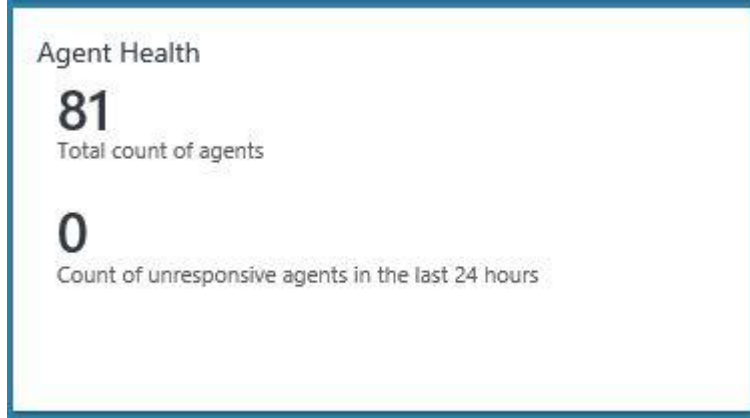 Agent Health
81
Total count of agents
0
Count of unresponsive agents in the last 24 hours